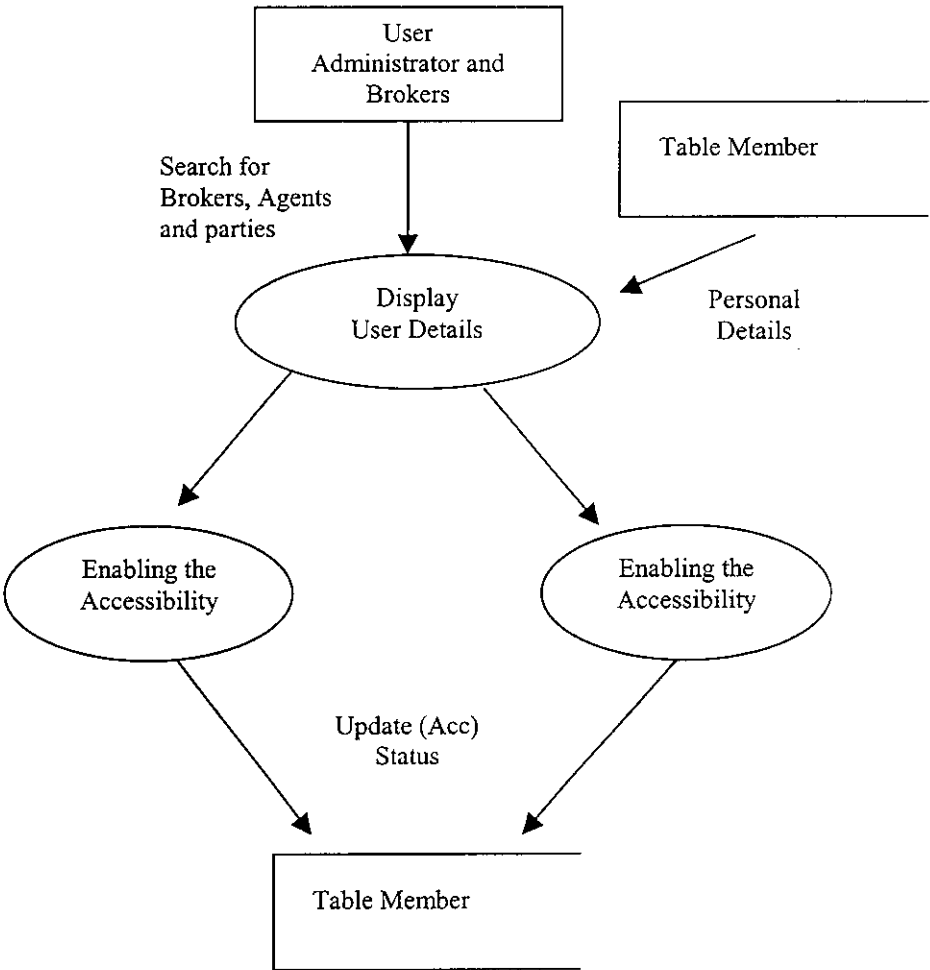 User
Administrator and
Brokers
Table Member
Search for
Brokers, Agents
and parties
Display
User Details
Personal
Details
Enabling the
Accessibility
Enabling the
Accessibility
Update (Acc)
Status
Table Member